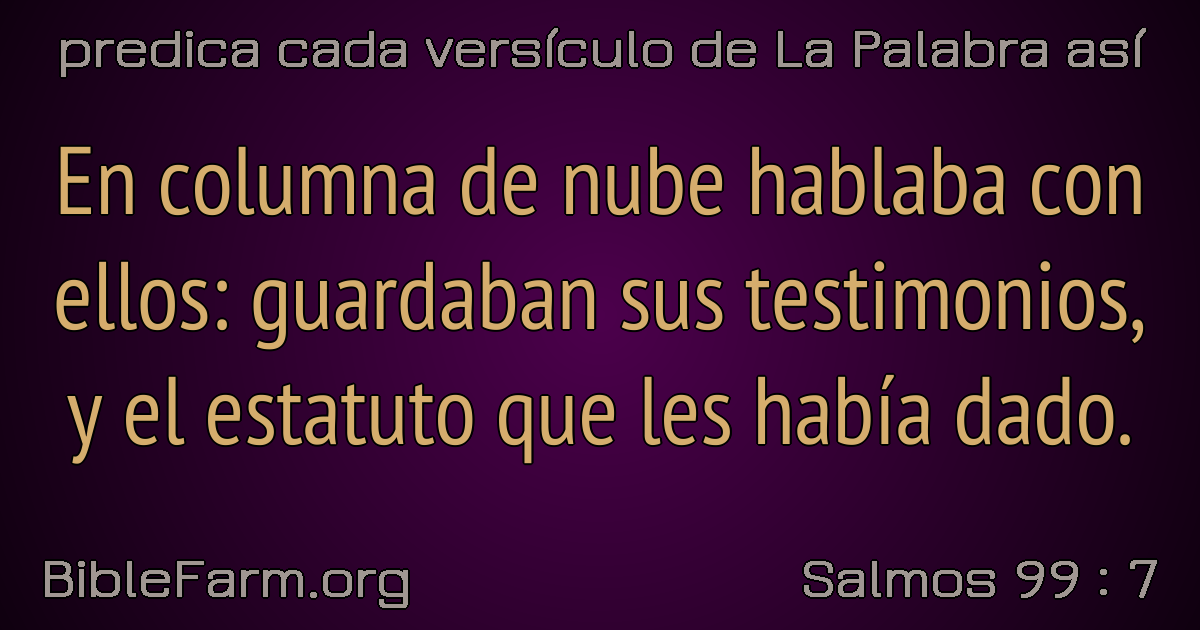 predica cada versículo de La Palabra así
En columna de nube hablaba con
ellos: guardaban sus testimonios,
y el estatuto que les había dado.
BibleFarm.org
Salmos 99 : 7